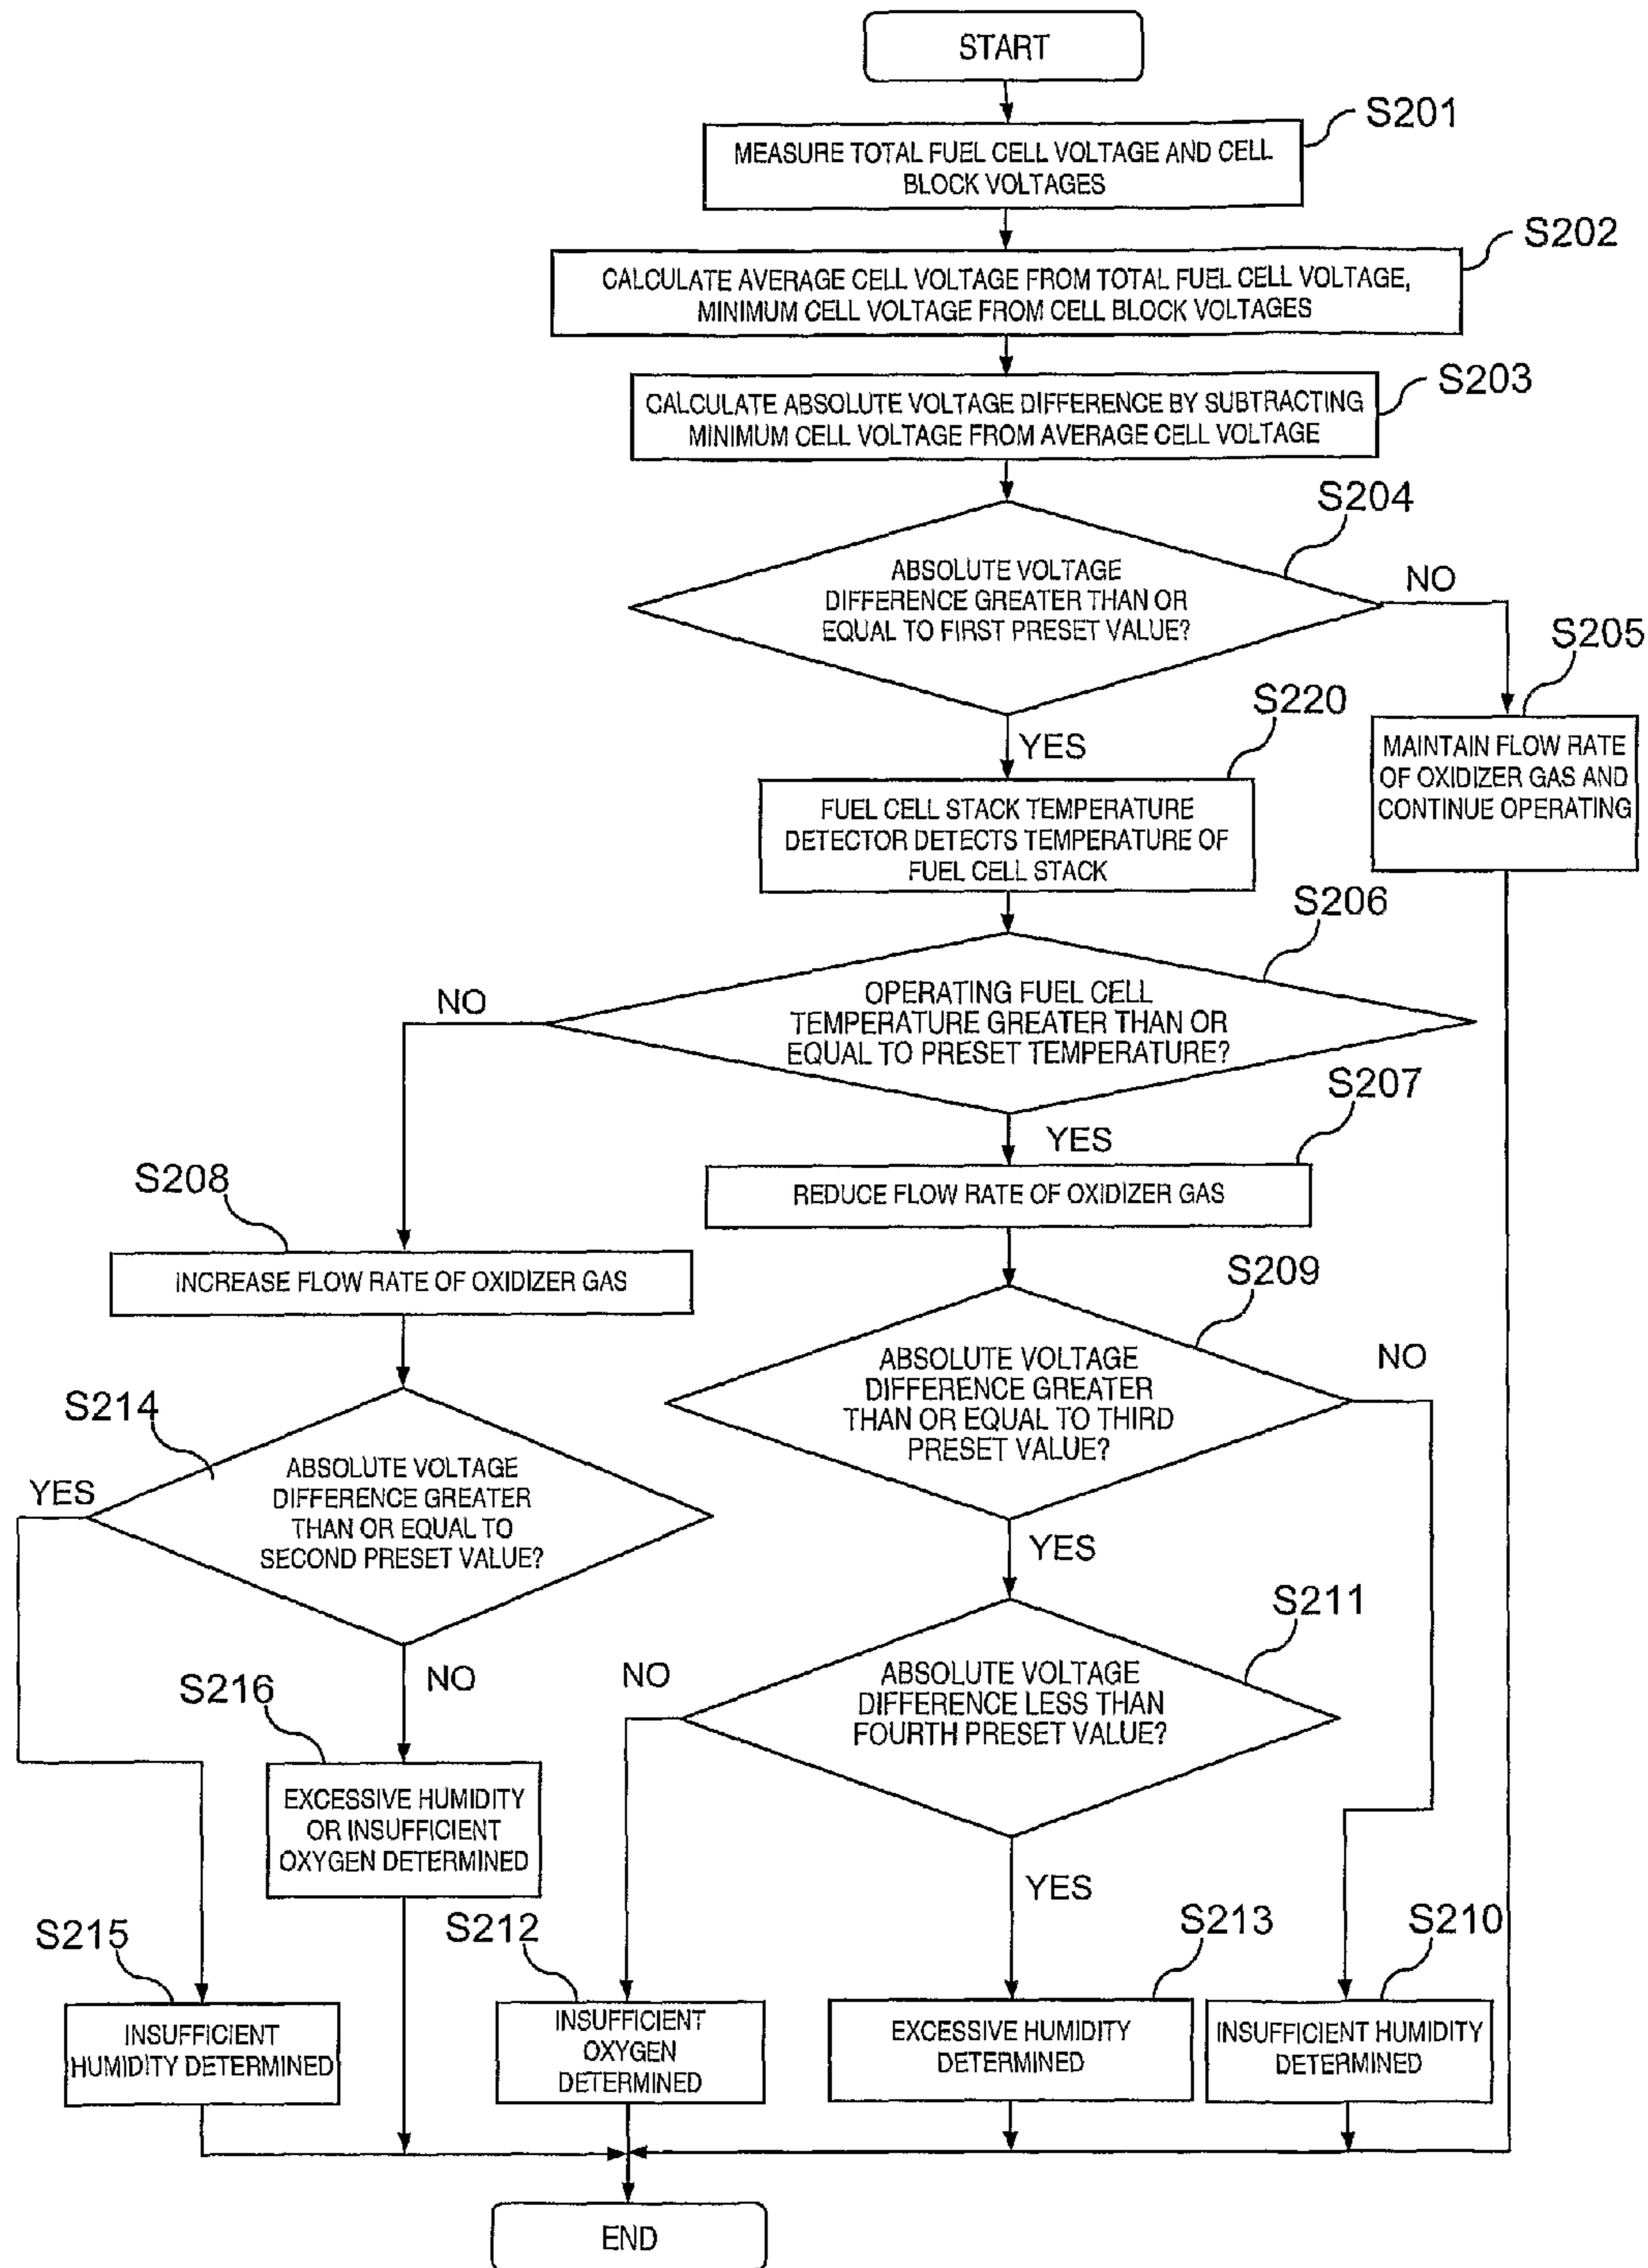 START
S201
MEASURE TOTAL FUEL CELL VOLTAGE AND CELL
BLOCK VOLTAGES
S202
CALCULATE AVERAGE CELL VOLTAGE FROM TOTAL FUEL CELL VOLTAGE,
MINIMUM CELL VOLTAGE FROM CELL BLOCK VOLTAGES
S203
CALCULATE ABSOLUTE VOLTAGE DIFFERENCE BY SUBTRACTING
MINIMUM CELL VOLTAGE FROM AVERAGE CELL VOLTAGE
S204
ABSOLUTE VOLTAGE
DIFFERENCE GREATER THAN OR
EQUAL TO FIRST PRESET VALUE?
NO
S205
MAINTAIN FLOW RATE
OF OXIDIZER GAS AND
CONTINUE OPERATING
YES
S220
FUEL CELL STACK TEMPERATURE
DETECTOR DETECTS TEMPERATURE OF
FUEL CELL STACK
S206
OPERATING FUEL CELL
TEMPERATURE GREATER THAN OR
EQUAL TO PRESET TEMPERATURE?
NO
YES
S207
REDUCE FLOW RATE OF OXIDIZER GAS
S208
INCREASE FLOW RATE OF OXIDIZER GAS
S209
ABSOLUTE VOLTAGE
DIFFERENCE GREATER
THAN OR EQUAL TO THIRD
PRESET VALUE?
NO
YES
S214
ABSOLUTE VOLTAGE
DIFFERENCE GREATER
THAN OR EQUAL TO
SECOND PRESET VALUE?
YES
NO
S211
ABSOLUTE VOLTAGE
DIFFERENCE LESS THAN
FOURTH PRESET VALUE?
NO
YES
S216
EXCESSIVE HUMIDITY
OR INSUFFICIENT
OXYGEN DETERMINED
S215
INSUFFICIENT
HUMIDITY DETERMINED
S212
INSUFFICIENT
OXYGEN
DETERMINED
S213
EXCESSIVE HUMIDITY
DETERMINED
S210
INSUFFICIENT HUMIDITY
DETERMINED
END